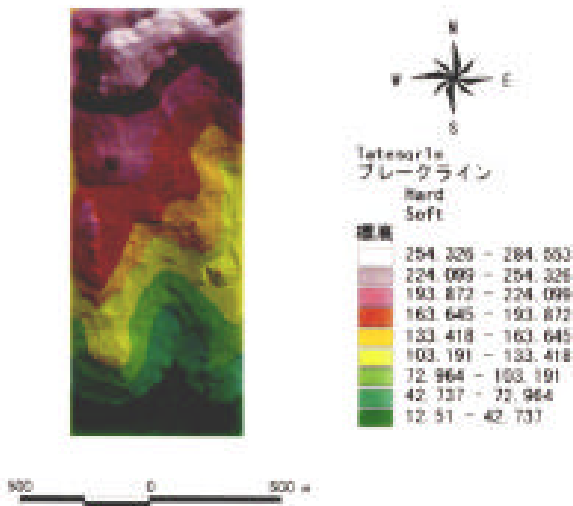 N
W E
S
ブレークライン
Hard
Soft
標高
254.326 - 284.553
224.099 - 254.326
193.872 - 224.099
163.645 - 193.872
133.418 - 163.645
103.191 - 133.418
72.964 - 103.191
42.737 - 72.964
12.51 - 42.737
500 0 500 m